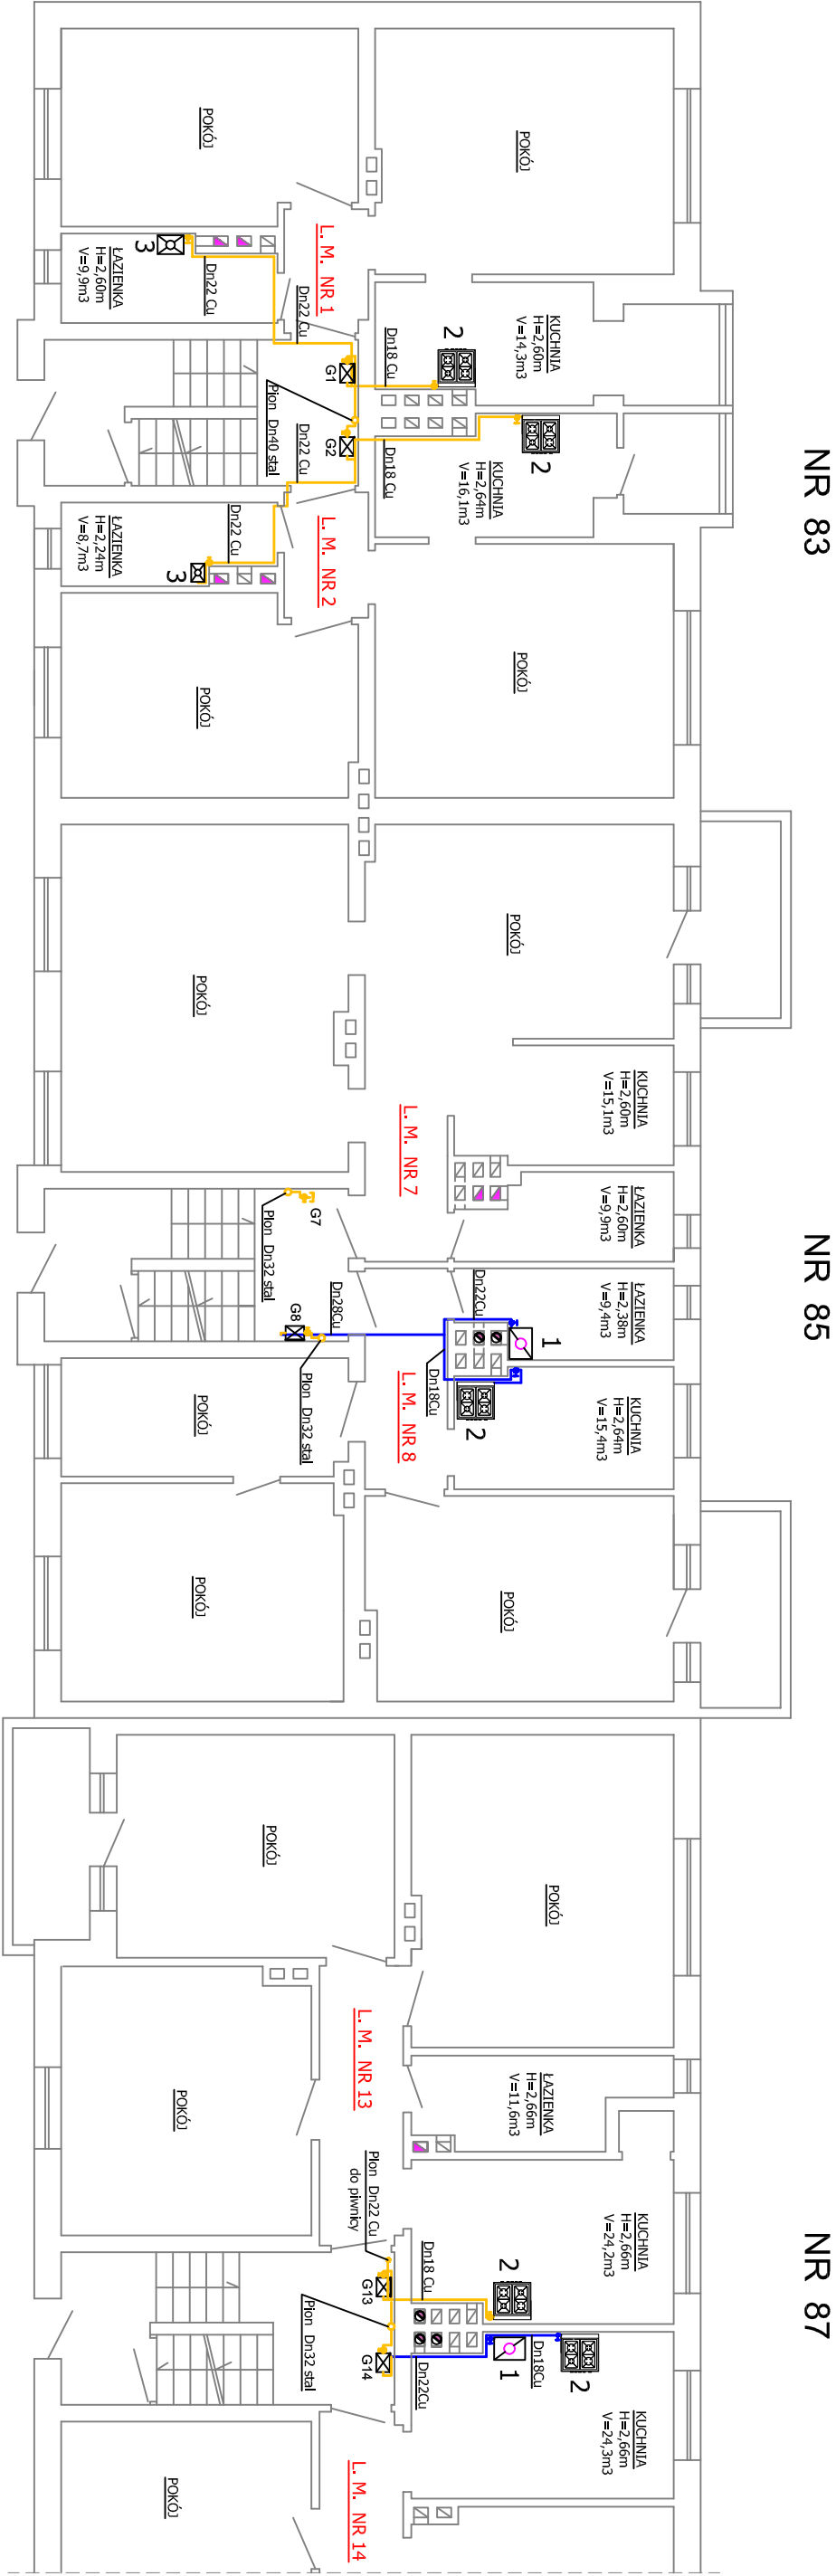 NR 83
POKÓJ
POKÓJ
L. M. NR 1
ŁAZIENKA
H=2,60m
V=9,9m3
3
Dn22 Cu
Dn22 Cu
Dn18 Cu
2
KUCHNIA
H=2,60m
V=14,3m3
G1
Pion Dn40 stal
G2
Dn22 Cu
Dn18 Cu
2
KUCHNIA
H=2,64m
V=16,1m3
L. M. NR 2
ŁAZIENKA
H=2,24m
V=8,7m3
3
Dn22 Cu
POKÓJ
POKÓJ
NR 85
POKÓJ
POKÓJ
KUCHNIA
H=2,60m
V=15,1m3
L. M. NR 7
ŁAZIENKA
H=2,60m
V=9,9m3
G7
Pion Dn32 stal
ŁAZIENKA
H=2,38m
V=9,4m3
Dn22Cu
1
Dn28Cu
G8
Pion Dn32 stal
Dn18Cu
L. M. NR 8
2
KUCHNIA
H=2,64m
V=15,4m3
POKÓJ
POKÓJ
POKÓJ
NR 87
POKÓJ
POKÓJ
L. M. NR 13
POKÓJ
ŁAZIENKA
H=2,66m
V=11,6m3
Pion Dn22 Cu
do piwnicy
G13
Dn18 Cu
2
KUCHNIA
H=2,66m
V=24,2m3
Pion Dn32 stal
G14
Dn22Cu
1
Dn18Cu
2
KUCHNIA
H=2,66m
V=24,3m3
L. M. NR 14
POKÓJ